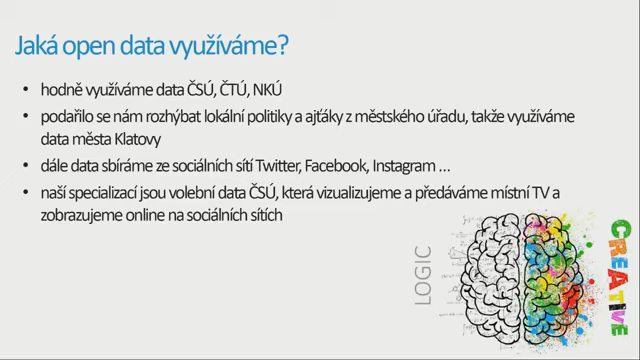 Jaká open data využíváme?
• hodně využíváme data ČSÚ, ČTÚ, NKÚ
• podařilo se nám rozhýbat lokální politiky a ajťáky z městského úřadu, takže využíváme
data města Klatovy
• dále data sbíráme ze sociálních sítí Twitter, Facebook, Instagram ...
• naší specializací jsou volební data ČSÚ, která vizualizujeme a předáváme místní TV a
zobrazujeme online na sociálních sítích
LOGIC
CREATIVE